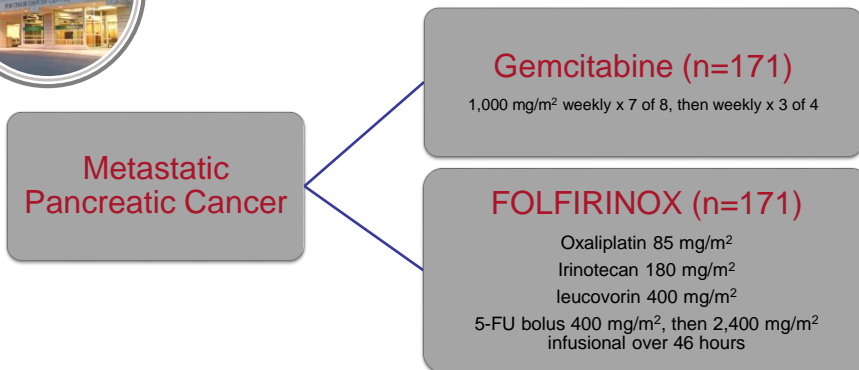 Metastatic
Pancreatic Cancer
Gemcitabine (n=171)
1,000 mg/m² weekly x 7 of 8, then weekly x 3 of 4
FOLFIRINOX (n=171)
Oxaliplatin 85 mg/m²
Irinotecan 180 mg/m²
leucovorin 400 mg/m²
5-FU bolus 400 mg/m², then 2,400 mg/m²
infusional over 46 hours